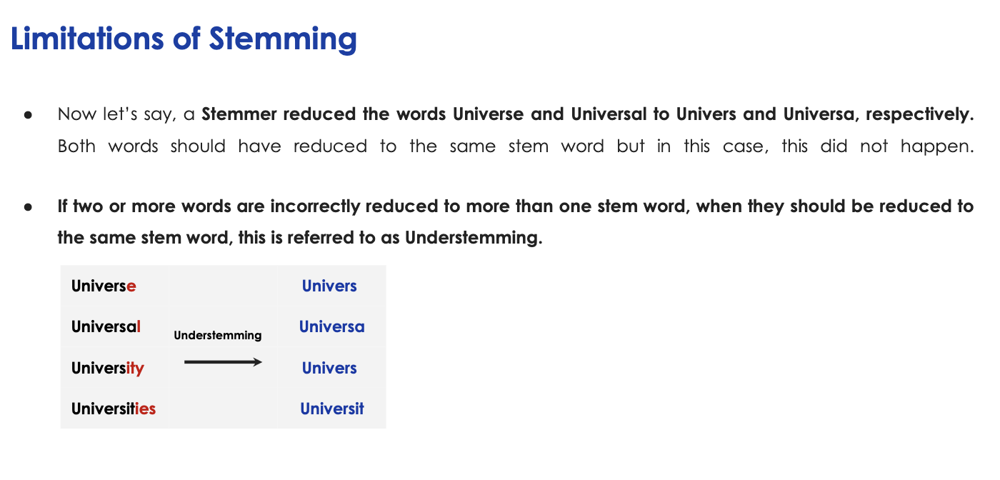 Limitations of Stemming
● Now let’s say, a Stemmer reduced the words Universe and Universal to Univers and Universa, respectively.
Both words should have reduced to the same stem word but in this case, this did not happen.
● If two or more words are incorrectly reduced to more than one stem word, when they should be reduced to
the same stem word, this is referred to as Understemming.
Universe Univers
Universal Universa
Understemming
University Univers
Universities Universit